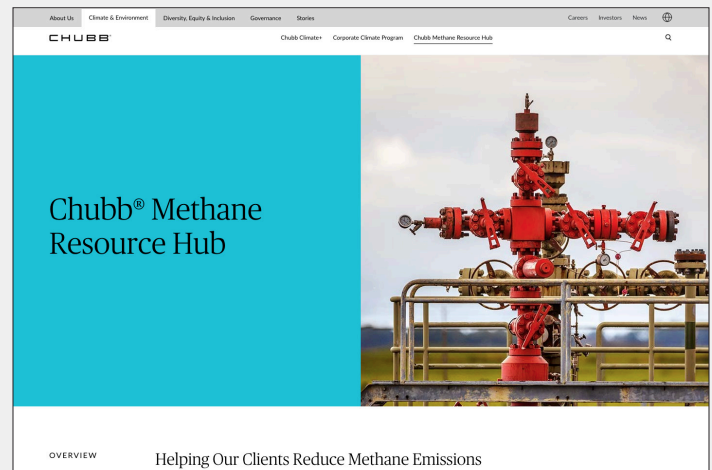 About Us Climate & Environment Diversity, Equity & Inclusion Governance Stories Careers Investors News
CHUBB®
Chubb Climate+ Corporate Climate Program Chubb Methane Resource Hub
Chubb® Methane
Resource Hub
OVERVIEW
Helping Our Clients Reduce Methane Emissions